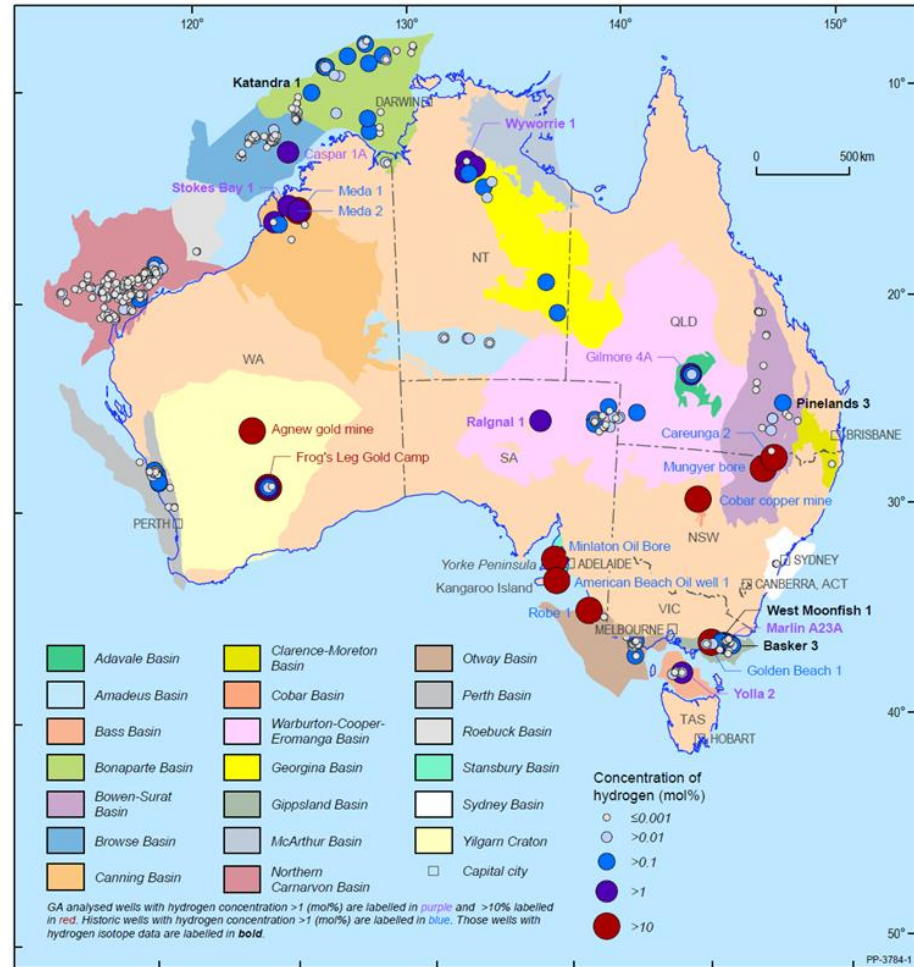 120°
130°
140°
150°
Katandra 1
DARWIN
10°
Wyworrie 1
Caspar 1A
0 500 km
Stokes Bay 1
Meda 1
Meda 2
NT
20°
QLD
WA
Gilmore 4A
Ralgnal 1
Pinelands 3
Agnew gold mine
Careunga 2
BRISBANE
SA
Frog's Leg Gold Camp
Mungyer bore
Cobar copper mine
30°
PERTH
NSW
Minlaton Oil Bore
Yorke Peninsula
ADELAIDE
SYDNEY
Kangaroo Island
American Beach Oil well 1
CANBERRA, ACT
Robe 1
VIC
West Moonfish 1
MELBOURNE
Marlin A23A
Basker 3
Golden Beach 1
Yolla 2
40°
TAS
HOBART
Adavale Basin
Amadeus Basin
Bass Basin
Bonaparte Basin
Bowen-Surat
Basin
Browse Basin
Canning Basin
Clarence-Moreton
Basin
Cobar Basin
Warburton-Cooper-
Eromanga Basin
Georgina Basin
Gippsland Basin
McArthur Basin
Northern
Carnarvon Basin
Otway Basin
Perth Basin
Roebuck Basin
Stansbury Basin
Sydney Basin
Yilgarn Craton
Capital city
Concentration of
hydrogen (mol%)
≤0.001
>0.01
>0.1
>1
>10
GA analysed wells with hydrogen concentration >1 (mol%) are labelled in purple and >10% labelled
in red. Historic wells with hydrogen concentration >1 (mol%) are labelled in blue. Those wells with
hydrogen isotope data are labelled in bold.
50°
PP-3784-1